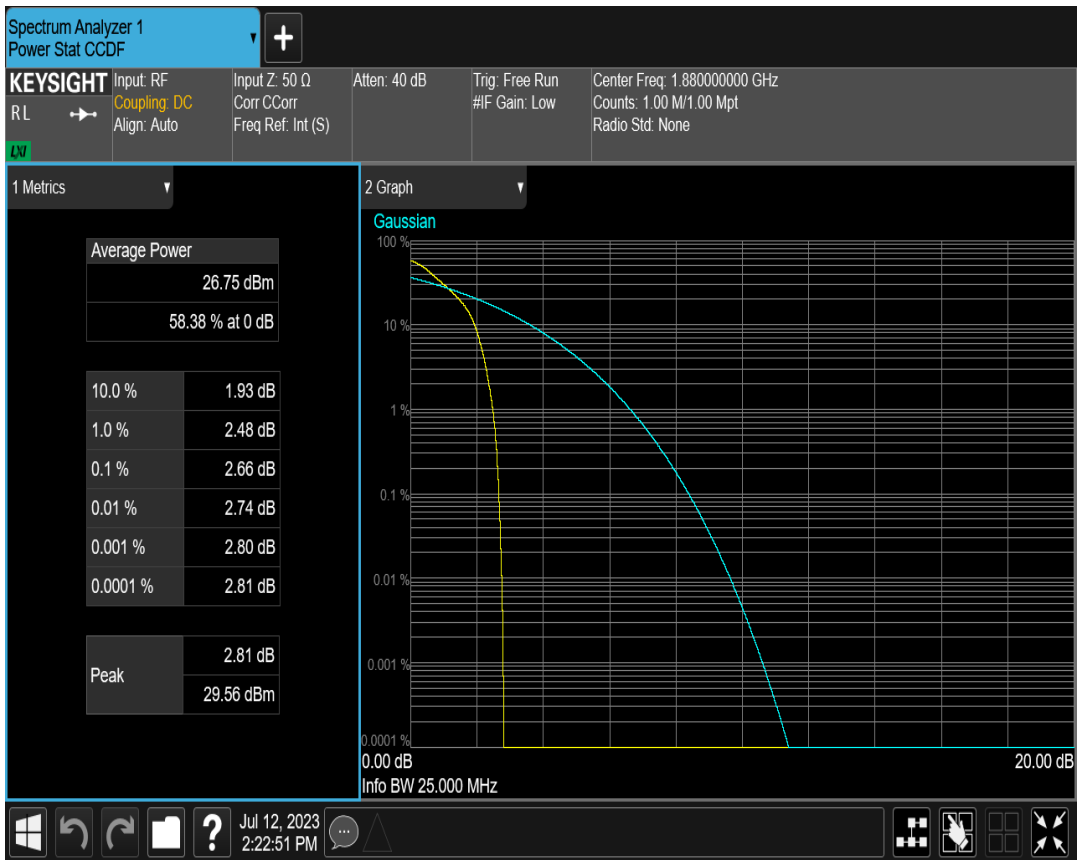 Spectrum Analyzer 1
Power Stat CCDF
KEYSIGHT
RL
LXI
Input: RF
Coupling: DC
Align: Auto
Input Z: 50 Ω
Corr CCorr
Freq Ref: Int (S)
Atten: 40 dB
Trig: Free Run
#IF Gain: Low
Center Freq: 1.880000000 GHz
Counts: 1.00 M/1.00 Mpt
Radio Std: None
1 Metrics
Average Power
26.75 dBm
58.38 % at 0 dB
10.0 % 1.93 dB
1.0 % 2.48 dB
0.1 % 2.66 dB
0.01 % 2.74 dB
0.001 % 2.80 dB
0.0001 % 2.81 dB
Peak
2.81 dB
29.56 dBm
2 Graph
Gaussian
100 %
10 %
1 %
0.1 %
0.01 %
0.001 %
0.0001 %
0.00 dB 20.00 dB
Info BW 25.000 MHz
?
Jul 12, 2023
2:22:51 PM